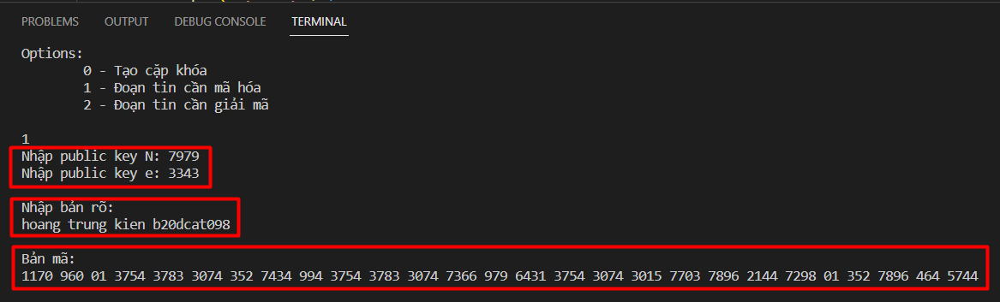 PROBLEMS OUTPUT DEBUG CONSOLE TERMINAL
Options:
0 - Tạo cặp khóa
1 - Đoạn tin cần mã hóa
2 - Đoạn tin cần giải mã
1
Nhập public key N: 7979
Nhập public key e: 3343
Nhập bản rõ:
hoang trung kien b20dcat098
Bản mã:
1170 960 01 3754 3783 3074 352 7434 994 3754 3783 3074 7366 979 6431 3754 3074 3015 7703 7896 2144 7298 01 352 7896 464 5744